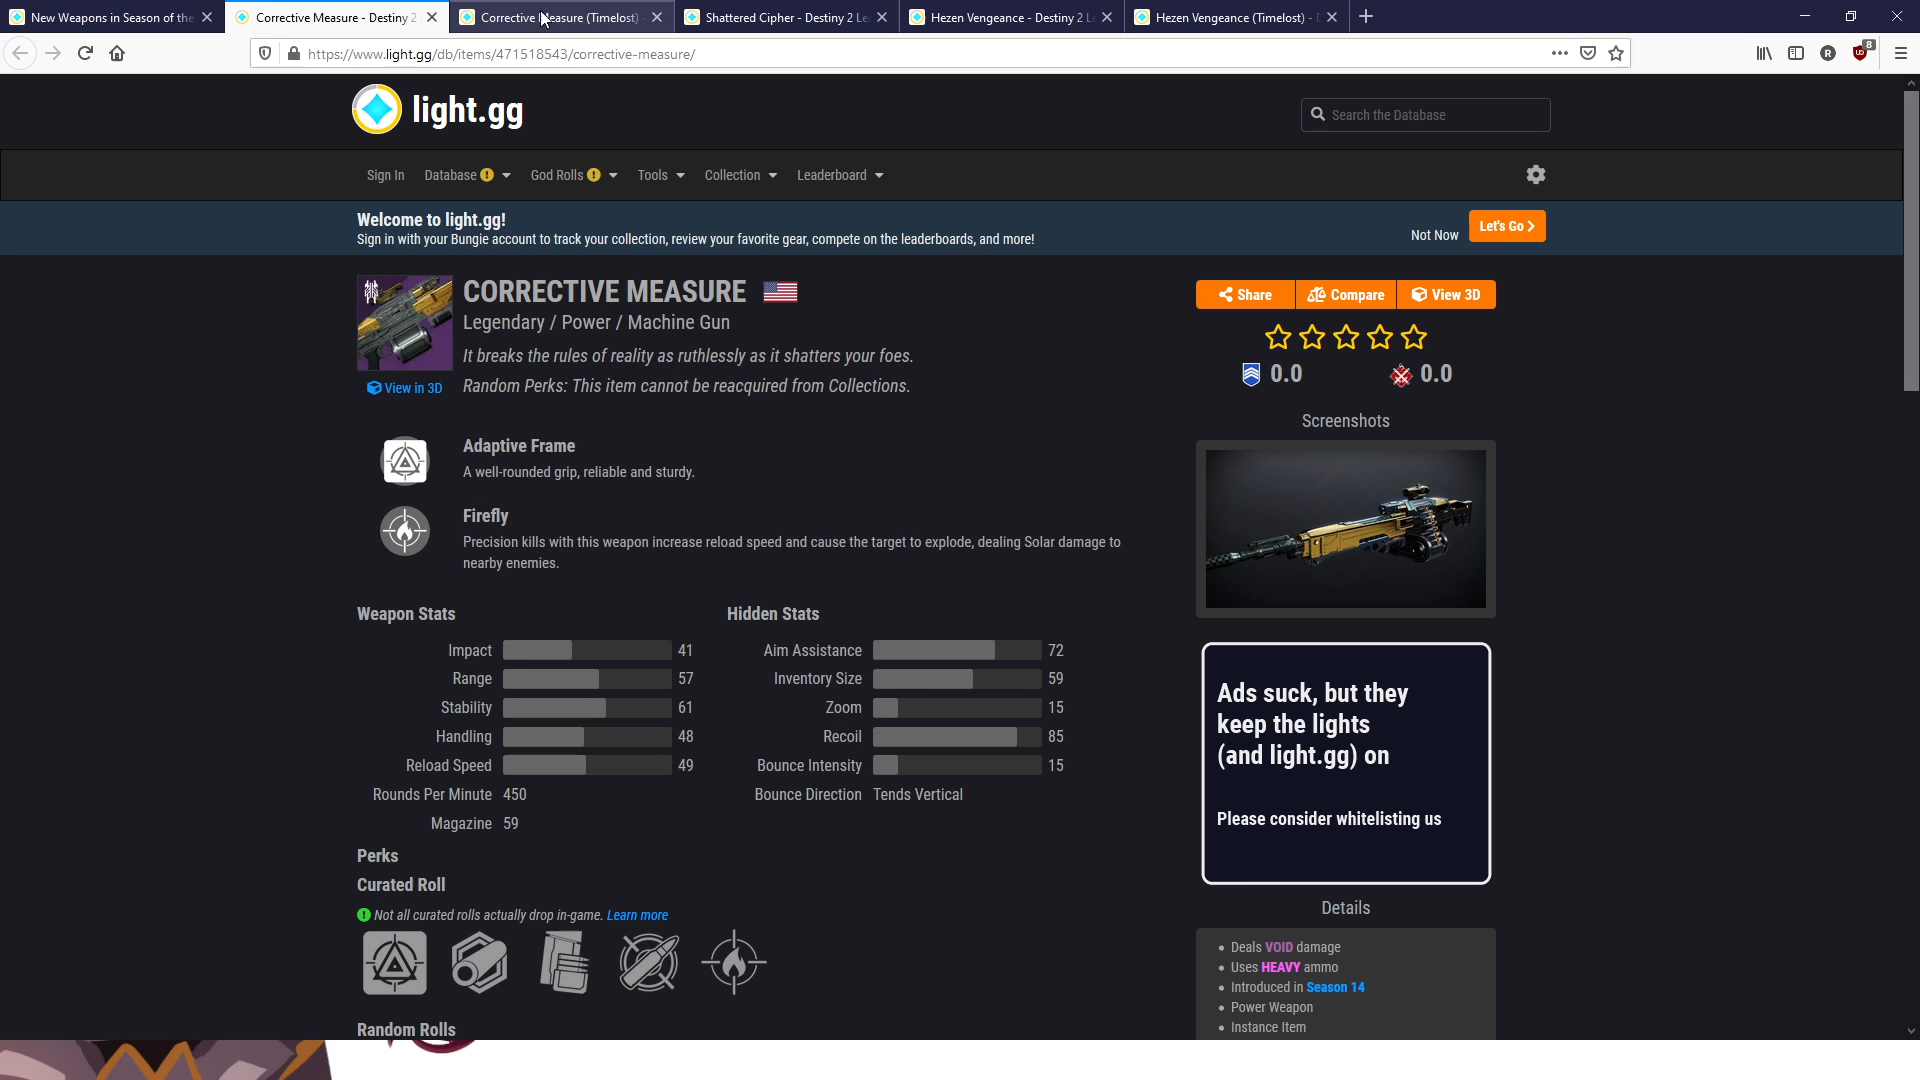 New Weapons in Season of the
Corrective Measure - Destiny 2
Corrective Measure (Timelost) -
Shattered Cipher - Destiny 2 Le
Hezen Vengeance - Destiny 2 L
Hezen Vengeance (Timelost) - D
https://www.light.gg/db/items/471518543/corrective-measure/
8
light.gg
Search the Database
Sign In
Database
God Rolls
Tools
Collection
Leaderboard
Welcome to light.gg!
Sign in with your Bungie account to track your collection, review your favorite gear, compete on the leaderboards, and more!
Not Now
Let's Go
CORRECTIVE MEASURE
Legendary / Power / Machine Gun
It breaks the rules of reality as ruthlessly as it shatters your foes.
View in 3D
Random Perks: This item cannot be reacquired from Collections.
Share
Compare
View 3D
0.0
0.0
Screenshots
Adaptive Frame
A well-rounded grip, reliable and sturdy.
Firefly
Precision kills with this weapon increase reload speed and cause the target to explode, dealing Solar damage to
nearby enemies.
Weapon Stats
Impact 41
Range 57
Stability 61
Handling 48
Reload Speed 49
Rounds Per Minute 450
Magazine 59
Hidden Stats
Aim Assistance 72
Inventory Size 59
Zoom 15
Recoil 85
Bounce Intensity 15
Bounce Direction Tends Vertical
Ads suck, but they
keep the lights
(and light.gg) on
Please consider whitelisting us
Perks
Curated Roll
Not all curated rolls actually drop in-game. Learn more
Random Rolls
Details
Deals VOID damage
Uses HEAVY ammo
Introduced in Season 14
Power Weapon
Instance Item